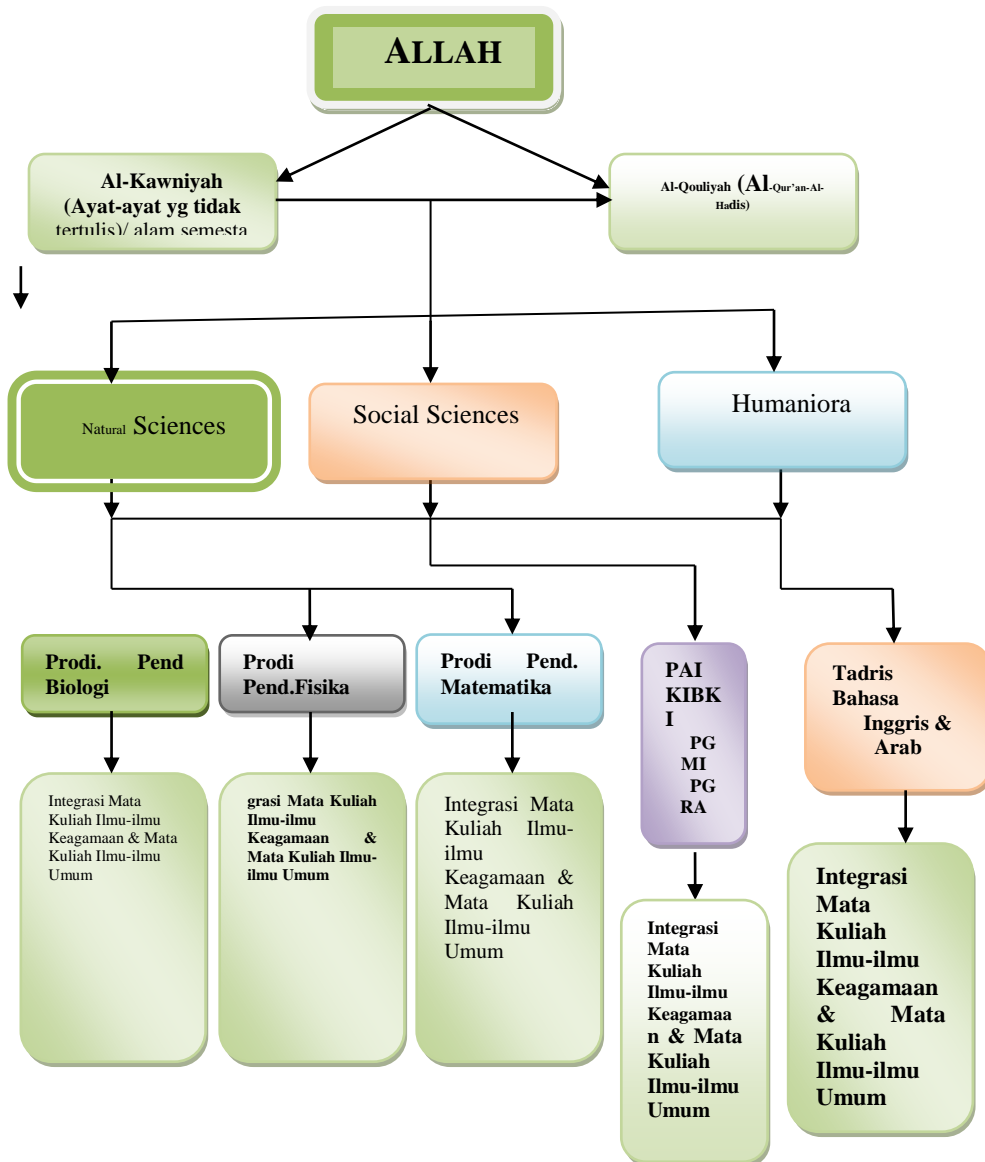 ALLAH
Al-Kawniyah
(Ayat-ayat yg tidak
tertulis)/ alam semesta
Al-Qouliyah (Al-Qur'an-Al-
Hadis)
Natural Sciences
Social Sciences
Humaniora
Prodi. Pend
Biologi
Prodi
Pend.Fisika
Prodi Pend.
Matematika
PAI
KIBK
I
PG
MI
PG
RA
Tadris
Bahasa
Inggris &
Arab
Integrasi Mata
Kuliah Ilmu-ilmu
Keagamaan & Mata
Kuliah Ilmu-ilmu
Umum
grasi Mata Kuliah
Ilmu-ilmu
Keagamaan &
Mata Kuliah Ilmu-
ilmu Umum
Integrasi Mata
Kuliah Ilmu-
ilmu
Keagamaan &
Mata Kuliah
Ilmu-ilmu
Umum
Integrasi
Mata
Kuliah
Ilmu-ilmu
Keagamaa
n & Mata
Kuliah
Ilmu-ilmu
Umum
Integrasi
Mata
Kuliah
Ilmu-ilmu
Keagamaan
& Mata
Kuliah
Ilmu-ilmu
Umum